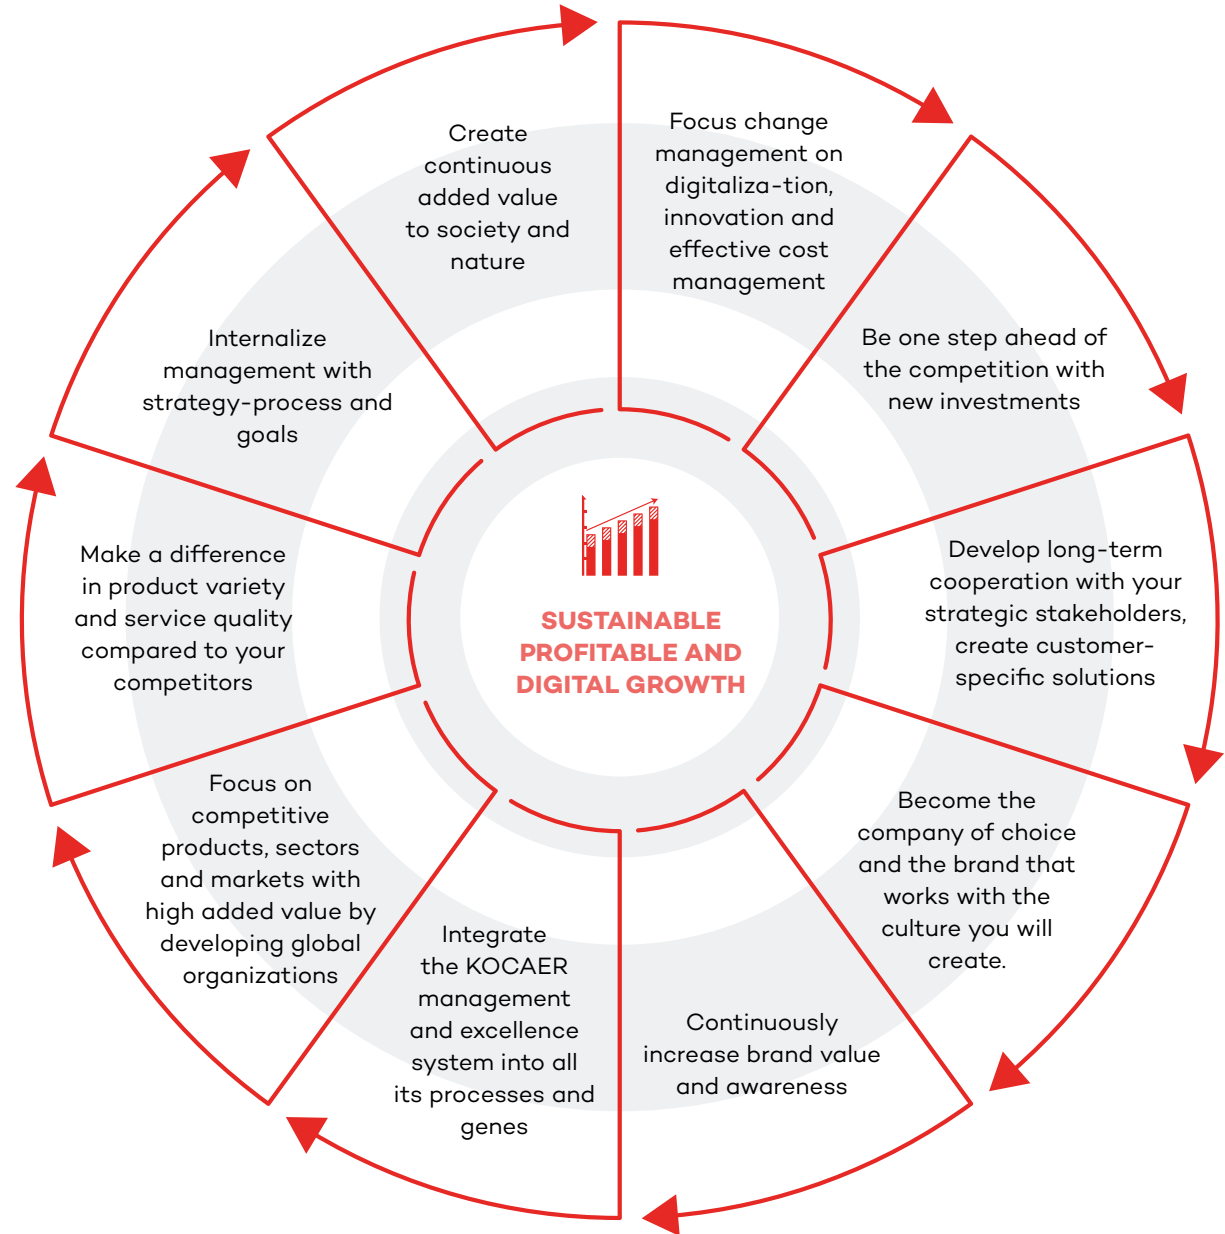 Create
continuous
added value
to society and
nature
Focus change
management on
digitaliza-tion,
innovation and
effective cost
management
Be one step ahead of
the competition with
new investments
Develop long-term
cooperation with your
strategic stakeholders,
create customer-
specific solutions
Become the
company of choice
and the brand that
works with the
culture you will
create.
Continuously
increase brand value
and awareness
Integrate
the KOCAER
management
and excellence
system into all
its processes and
genes
Focus on
competitive
products, sectors
and markets with
high added value by
developing global
organizations
Make a difference
in product variety
and service quality
compared to your
competitors
Internalize
management with
strategy-process and
goals
SUSTAINABLE
PROFITABLE AND
DIGITAL GROWTH